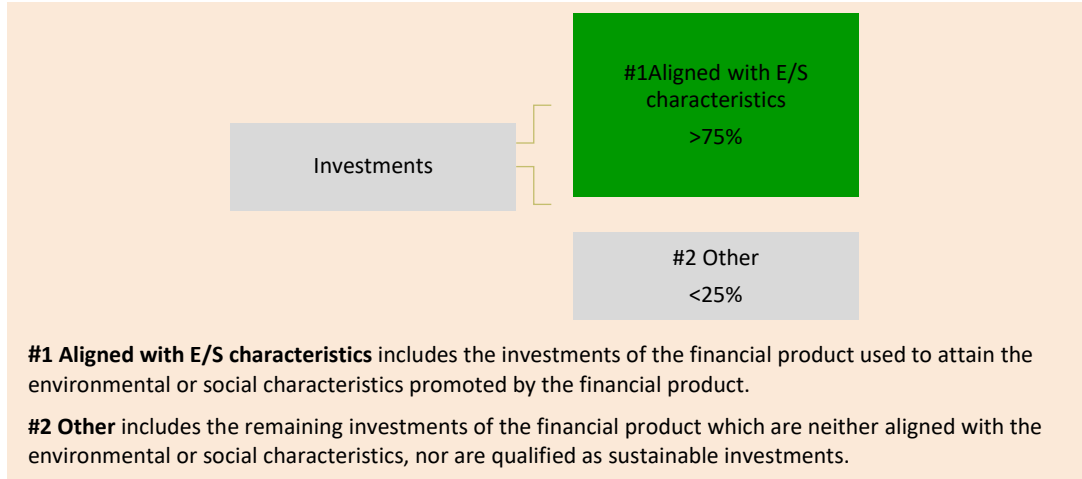 #1Aligned with E/S
characteristics
>75%
Investments
#2 Other
<25%
#1 Aligned with E/S characteristics includes the investments of the financial product used to attain the
environmental or social characteristics promoted by the financial product.
#2 Other includes the remaining investments of the financial product which are neither aligned with the
environmental or social characteristics, nor are qualified as sustainable investments.